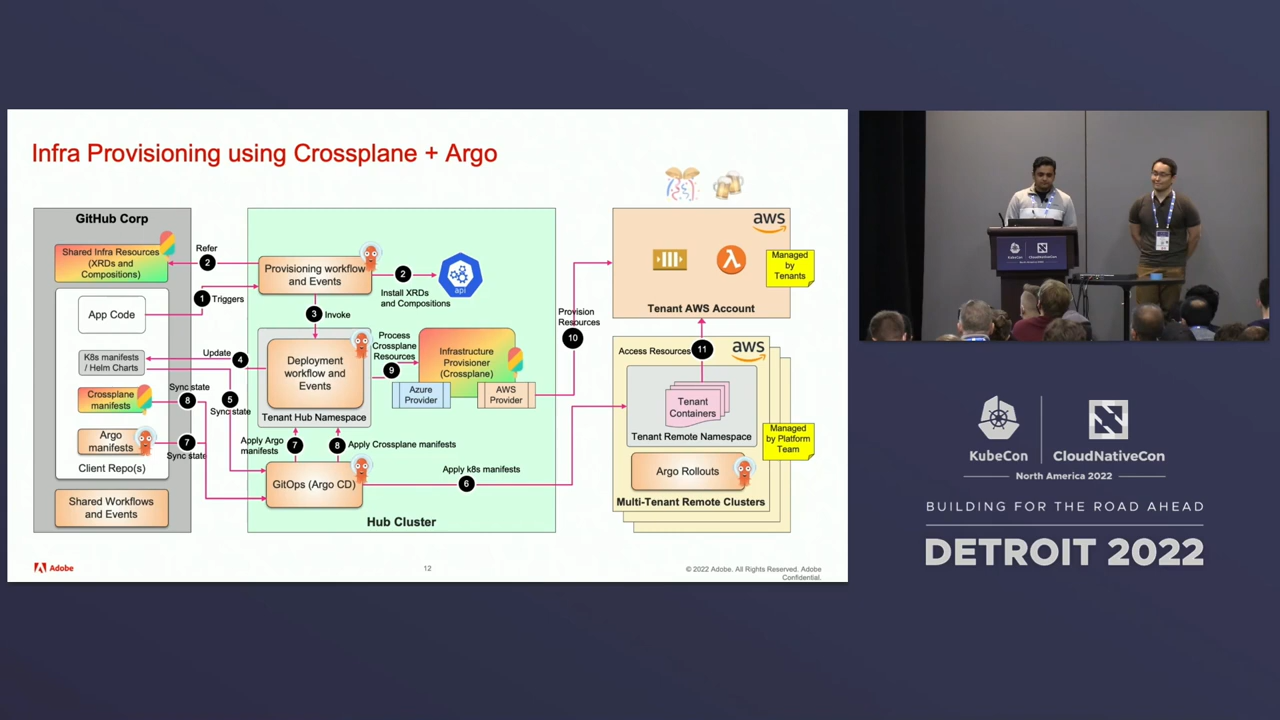 Infra Provisioning using Crossplane + Argo
GitHub Corp
Shared Infra Resources
(XRDs and
Compositions)
App Code
K8s manifests
/ Helm Charts
Crossplane
manifests
Argo
manifests
Client Repo(s)
Shared Workflows
and Events
Refer
2
1
Triggers
Update
4
Sync state
8
5
Sync state
7
Sync state
Provisioning workflow
and Events
2
Install XRDs
and Compositions
api
3
Invoke
Deployment
workflow and
Events
Tenant Hub Namespace
Process
Crossplane
Resources
9
Infrastructure
Provisioner
(Crossplane)
Azure
Provider
AWS
Provider
Apply Argo
manifests
7
8
Apply Crossplane manifests
GitOps (Argo CD)
Apply k8s manifests
6
Hub Cluster
Provision
Resources
10
aws
Managed
by
Tenants
Tenant AWS Account
Access Resources
11
aws
Tenant
Containers
Tenant Remote Namespace
Managed
by Platform
Team
Argo Rollouts
Multi-Tenant Remote Clusters
Adobe
12
© 2022 Adobe. All Rights Reserved. Adobe
Confidential.
KubeCon
CloudNativeCon
North America 2022
BUILDING FOR THE ROAD AHEAD
DETROIT 2022